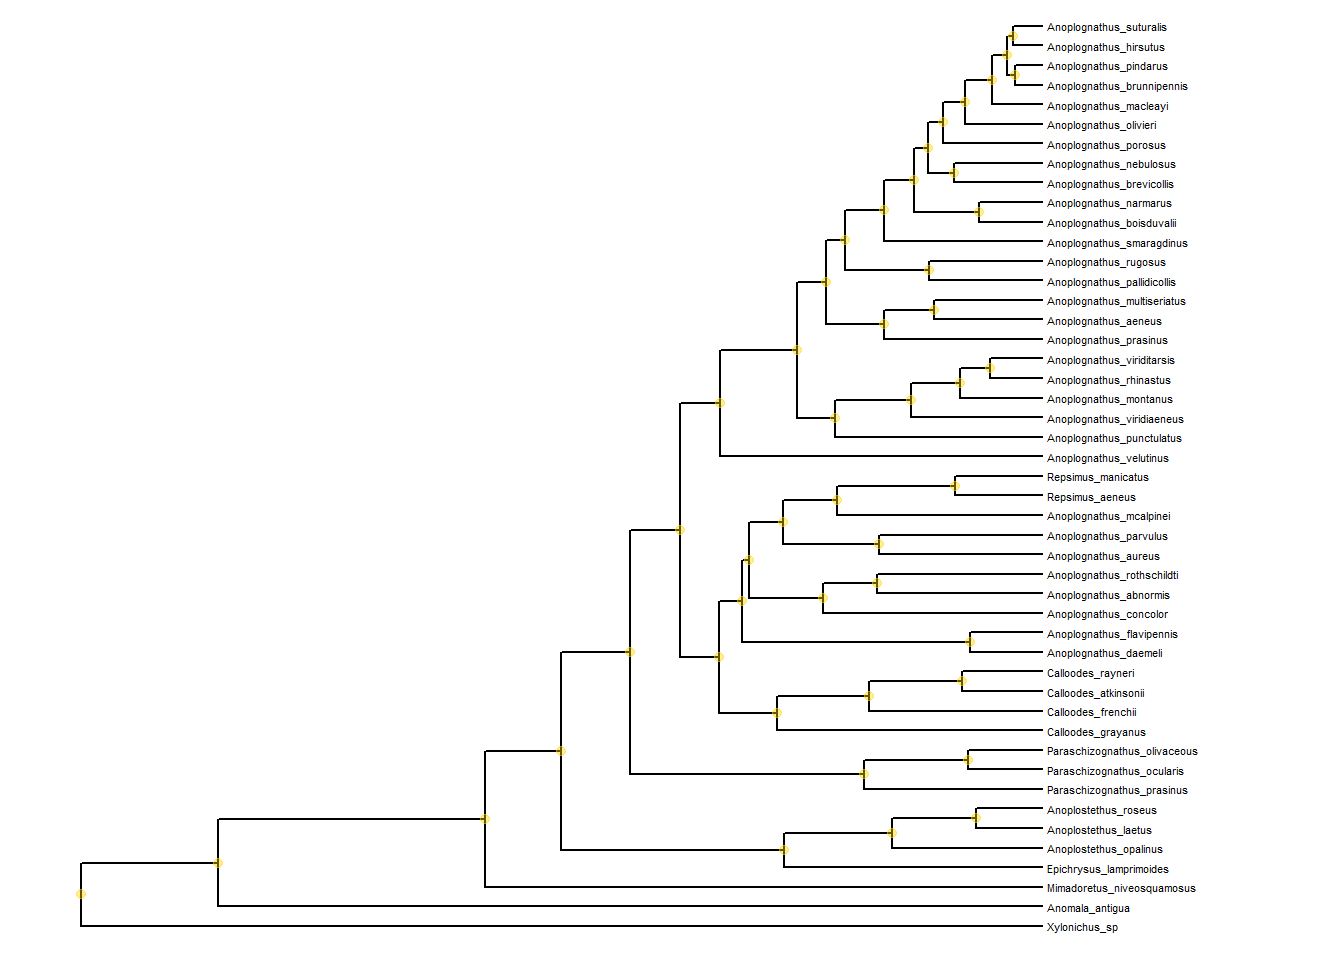 Anoplognathus_suturalis
Anoplognathus_hirsutus
Anoplognathus_pindarus
Anoplognathus_brunnipennis
Anoplognathus_macleayi
Anoplognathus_olivieri
Anoplognathus_porosus
Anoplognathus_nebulosus
Anoplognathus_brevicollis
Anoplognathus_narmarus
Anoplognathus_boisduvalii
Anoplognathus_smaragdinus
Anoplognathus_rugosus
Anoplognathus_pallidicollis
Anoplognathus_multiseriatus
Anoplognathus_aeneus
Anoplognathus_prasinus
Anoplognathus_viriditarsis
Anoplognathus_rhinastus
Anoplognathus_montanus
Anoplognathus_viridiaeneus
Anoplognathus_punctulatus
Anoplognathus_velutinus
Repsimus_manicatus
Repsimus_aeneus
Anoplognathus_mcalpinei
Anoplognathus_parvulus
Anoplognathus_aureus
Anoplognathus_rothschildti
Anoplognathus_abnormis
Anoplognathus_concolor
Anoplognathus_flavipennis
Anoplognathus_daemeli
Calloodes_rayneri
Calloodes_atkinsonii
Calloodes_frenchii
Calloodes_grayanus
Paraschizognathus_olivaceous
Paraschizognathus_ocularis
Paraschizognathus_prasinus
Anoplostethus_roseus
Anoplostethus_laetus
Anoplostethus_opalinus
Epichrysus_lamprimoides
Mimadoretus_niveosquamosus
Anomala_antigua
Xylonichus_sp